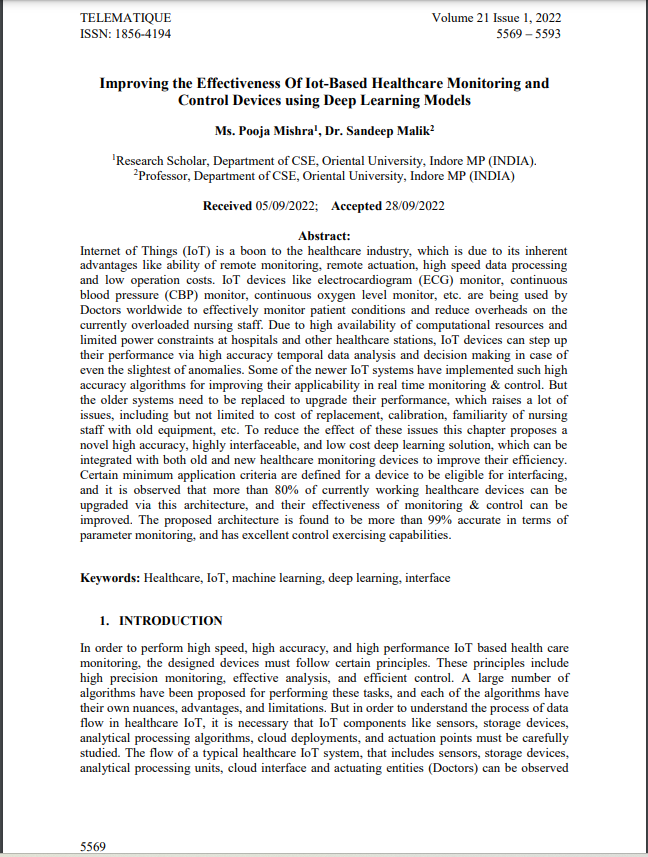 TELEMATIQUE Volume 21 Issue 1, 2022
ISSN: 1856-4194 5569 – 5593
Improving the Effectiveness Of Iot-Based Healthcare Monitoring and
Control Devices using Deep Learning Models
Ms. Pooja Mishra1, Dr. Sandeep Malik2
1Research Scholar, Department of CSE, Oriental University, Indore MP (INDIA).
2Professor, Department of CSE, Oriental University, Indore MP (INDIA)
Received 05/09/2022; Accepted 28/09/2022
Abstract:
Internet of Things (IoT) is a boon to the healthcare industry, which is due to its inherent
advantages like ability of remote monitoring, remote actuation, high speed data processing
and low operation costs. IoT devices like electrocardiogram (ECG) monitor, continuous
blood pressure (CBP) monitor, continuous oxygen level monitor, etc. are being used by
Doctors worldwide to effectively monitor patient conditions and reduce overheads on the
currently overloaded nursing staff. Due to high availability of computational resources and
limited power constraints at hospitals and other healthcare stations, IoT devices can step up
their performance via high accuracy temporal data analysis and decision making in case of
even the slightest of anomalies. Some of the newer IoT systems have implemented such high
accuracy algorithms for improving their applicability in real time monitoring & control. But
the older systems need to be replaced to upgrade their performance, which raises a lot of
issues, including but not limited to cost of replacement, calibration, familiarity of nursing
staff with old equipment, etc. To reduce the effect of these issues this chapter proposes a
novel high accuracy, highly interfaceable, and low cost deep learning solution, which can be
integrated with both old and new healthcare monitoring devices to improve their efficiency.
Certain minimum application criteria are defined for a device to be eligible for interfacing,
and it is observed that more than 80% of currently working healthcare devices can be
upgraded via this architecture, and their effectiveness of monitoring & control can be
improved. The proposed architecture is found to be more than 99% accurate in terms of
parameter monitoring, and has excellent control exercising capabilities.
Keywords: Healthcare, IoT, machine learning, deep learning, interface
1. INTRODUCTION
In order to perform high speed, high accuracy, and high performance IoT based health care
monitoring, the designed devices must follow certain principles. These principles include
high precision monitoring, effective analysis, and efficient control. A large number of
algorithms have been proposed for performing these tasks, and each of the algorithms have
their own nuances, advantages, and limitations. But in order to understand the process of data
flow in healthcare IoT, it is necessary that IoT components like sensors, storage devices,
analytical processing algorithms, cloud deployments, and actuation points must be carefully
studied. The flow of a typical healthcare IoT system, that includes sensors, storage devices,
analytical processing units, cloud interface and actuating entities (Doctors) can be observed
5569